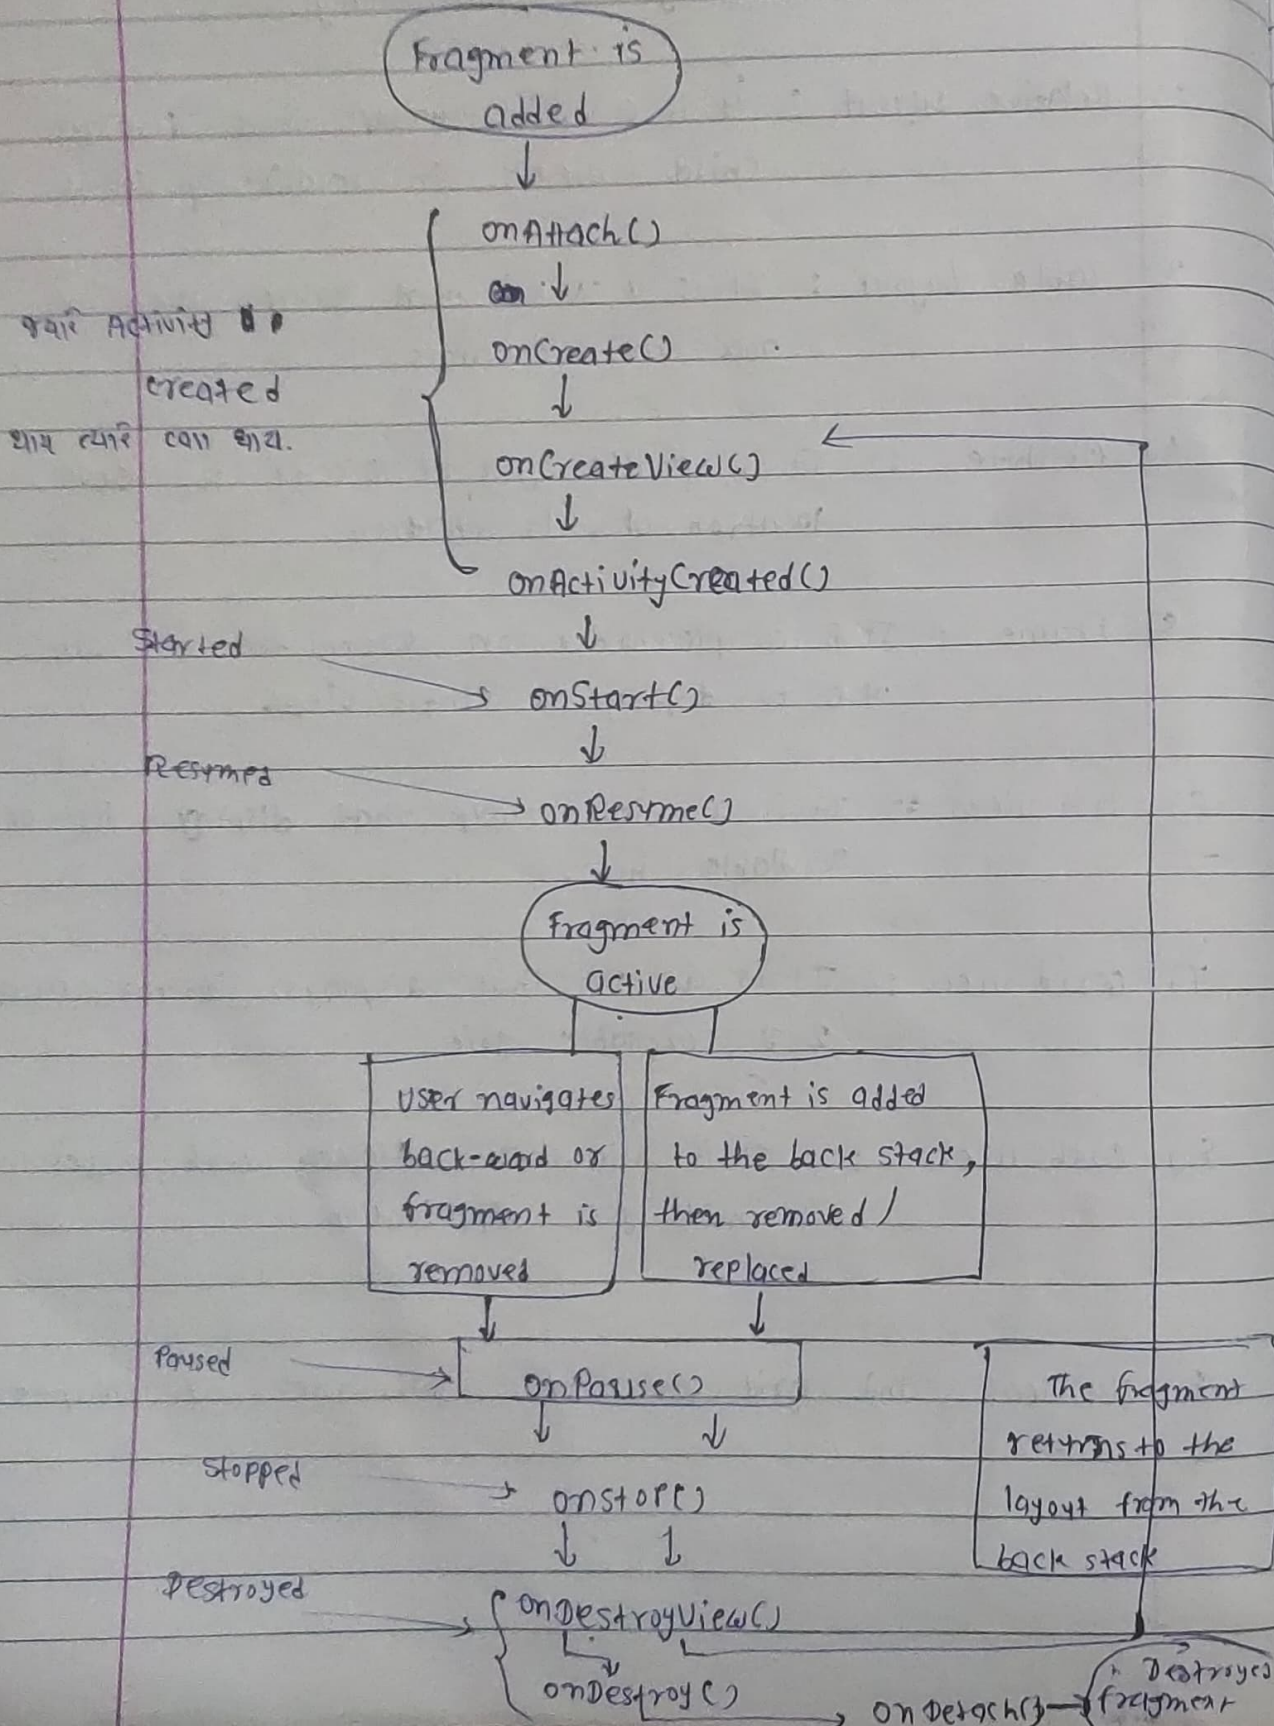 Fragment is
added
onAttach()
onCreate()
ज्यारे Activity
created
थाय त्यारे
थाय.
onCreateView()
onActivityCreated()
Started
onStart()
Resumed
onResume()
Fragment is
active
User navigates
back-ward or
fragment is
removed
Fragment is added
to the back stack,
then removed /
replaced
Paused
onPause()
The fragment
returns to the
layout from the
back stack
Stopped
onstop()
Destroyed
onDestroyView()
onDestroy()
onDetach()
Destroyed
fragment